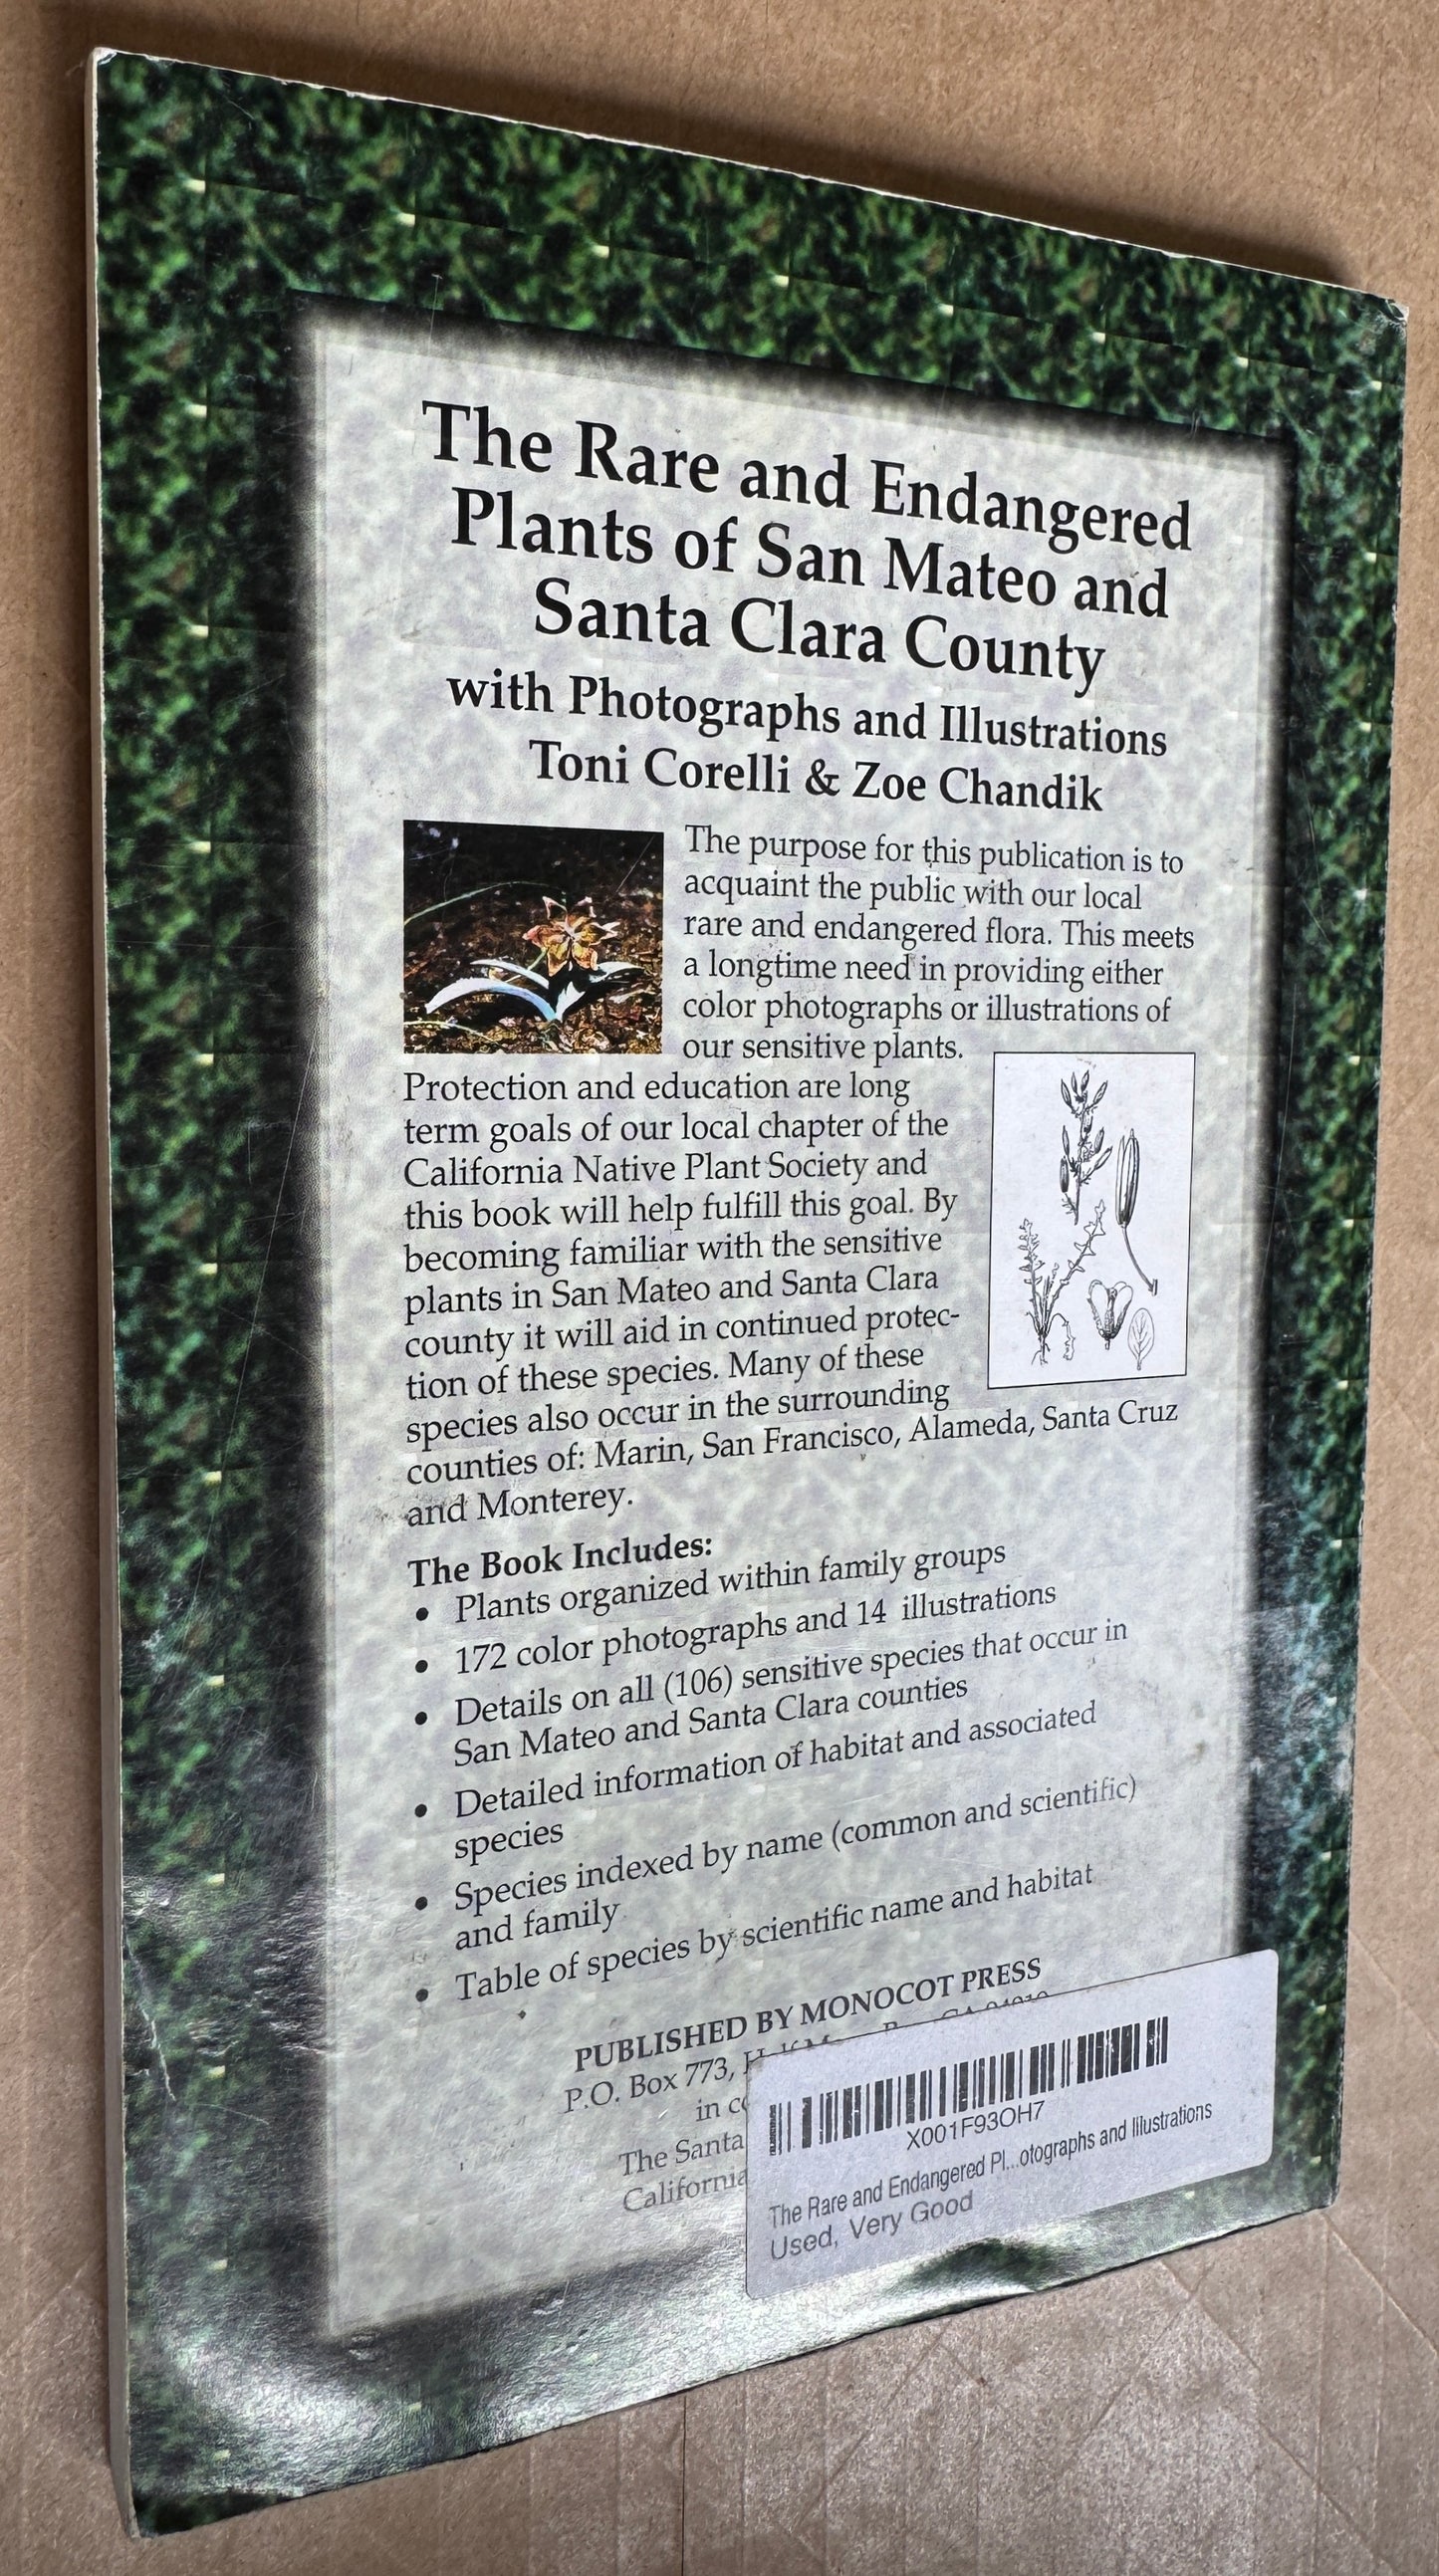 The Rare and Endangered
Plants of San Mateo and
Santa Clara County
with Photographs and Illustrations
Toni Corelli & Zoe Chandik
The purpose for this publication is to
acquaint the public with our local
rare and endangered flora. This meets
a longtime need in providing either
color photographs or illustrations of
our sensitive plants.
Protection and education are long
term goals of our local chapter of the
California Native Plant Society and
this book will help fulfill this goal. By
becoming familiar with the sensitive
plants in San Mateo and Santa Clara
county it will aid in continued protec-
tion of these species. Many of these
species also occur in the surrounding
counties of: Marin, San Francisco, Alameda, Santa Cruz
and Monterey.
The Book Includes:
• Plants organized within family groups
• 172 color photographs and 14 illustrations
• Details on all (106) sensitive species that occur in
San Mateo and Santa Clara counties
• Detailed information of habitat and associated
species
• Species indexed by name (common and scientific)
and family
• Table of species by scientific name and habitat
PUBLISHED BY MONOCOT PRESS
P.O. Box 773,
in
The Santa
California
X001F93OH7
The Rare and Endangered Pl...otographs and Illustrations
Used, Very Good